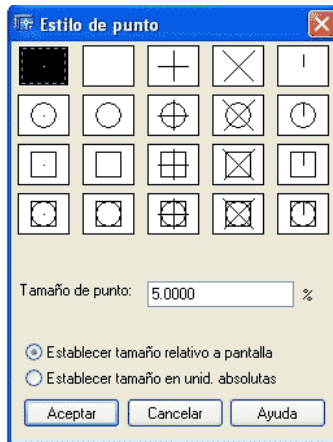 Estilo de punto
Tamaño de punto: 5.0000 %
Establecer tamaño relativo a pantalla
Establecer tamaño en unid. absolutas
Aceptar Cancelar Ayuda